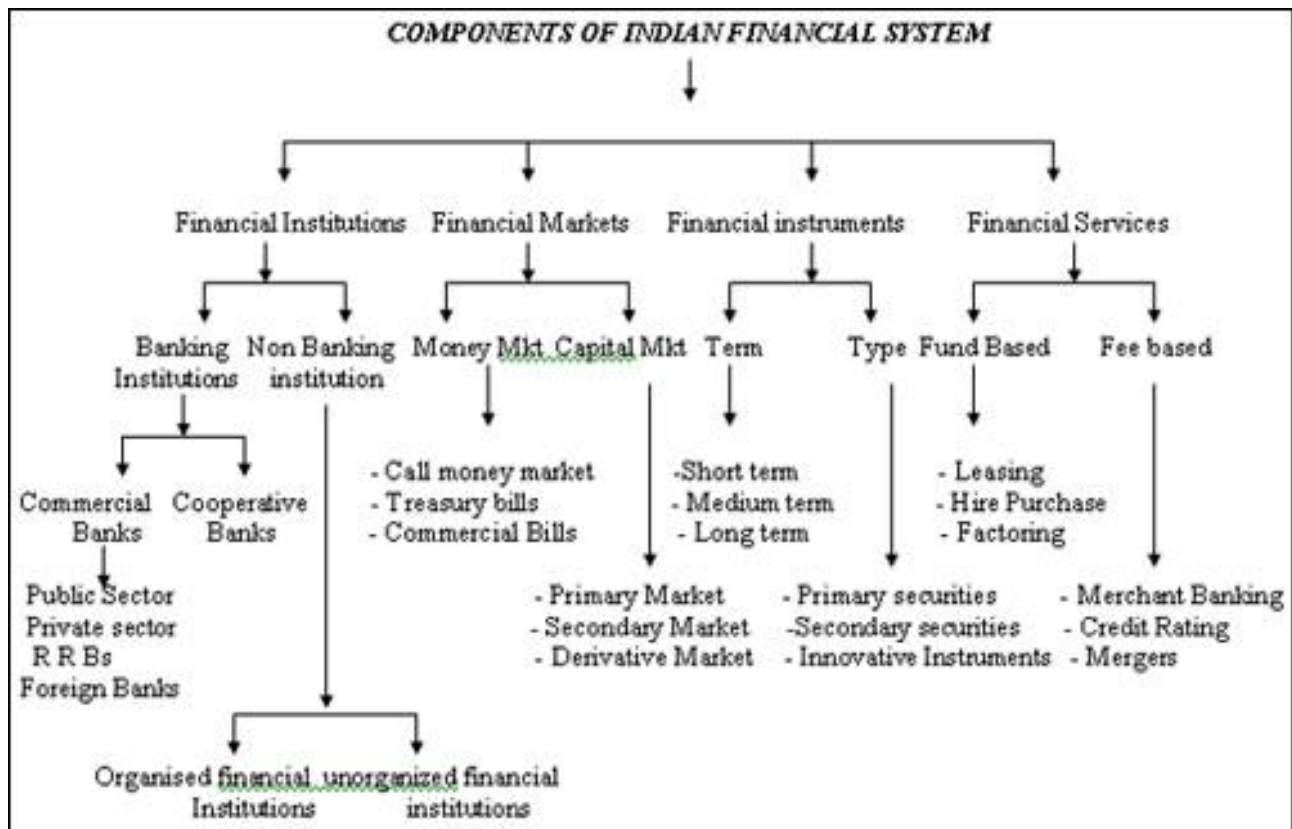 COMPONENTS OF INDIAN FINANCIAL SYSTEM
Financial Institutions
Financial Markets
Financial instruments
Financial Services
Banking
Institutions
Non Banking
institution
Money Mkt
Capital Mkt
Term
Type
Fund Based
Fee based
Commercial
Banks
Cooperative
Banks
- Call money market
- Treasury bills
- Commercial Bills
-Short term
- Medium term
- Long term
- Leasing
- Hire Purchase
- Factoring
Public Sector
Private sector
R R Bs
Foreign Banks
- Primary Market
- Secondary Market
- Derivative Market
- Primary securities
-Secondary securities
- Innovative Instruments
- Merchant Banking
- Credit Rating
- Mergers
Organised financial
Institutions
unorganized financial
institutions